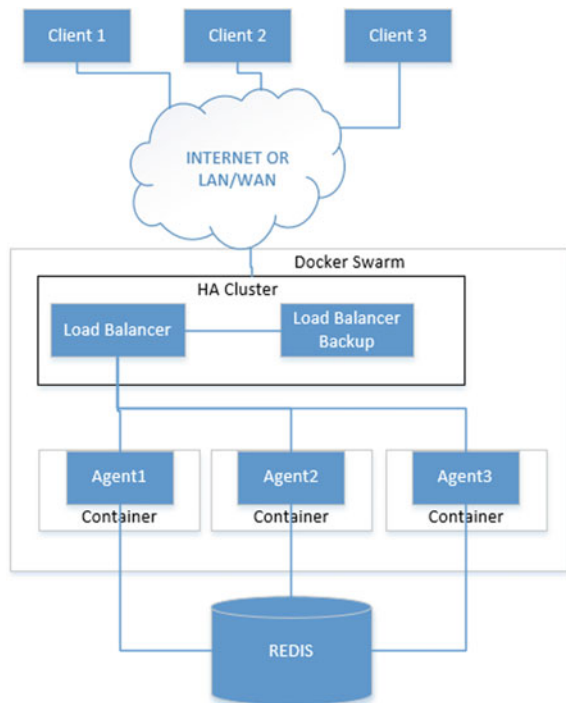 Client 1
Client 2
Client 3
INTERNET OR
LAN/WAN
Docker Swarm
HA Cluster
Load Balancer
Load Balancer
Backup
Agent1
Agent2
Agent3
Container
Container
Container
REDIS